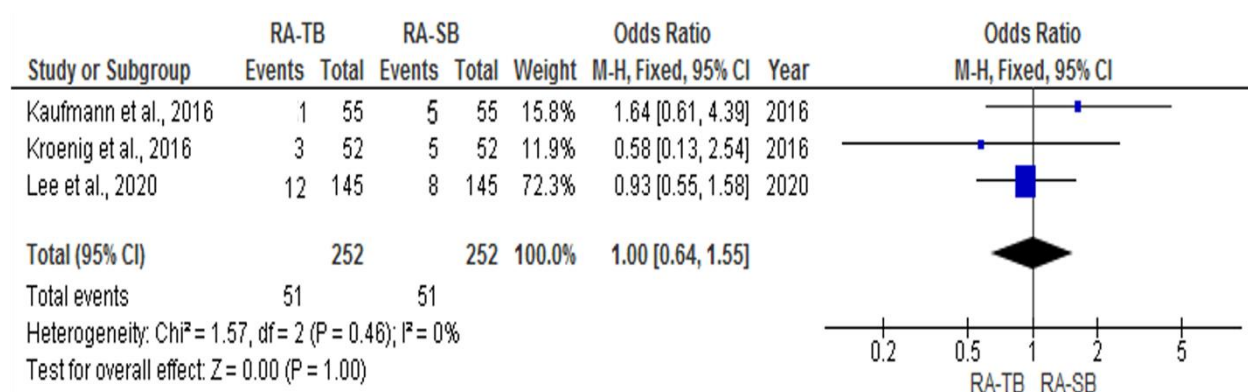 RA-TB RA-SB Odds Ratio Odds Ratio
Study or Subgroup Events Total Events Total Weight M-H, Fixed, 95% CI Year M-H, Fixed, 95% CI
Kaufmann et al., 2016 1 55 5 55 15.8% 1.64 [0.61, 4.39] 2016
Kroenig et al., 2016 3 52 5 52 11.9% 0.58 [0.13, 2.54] 2016
Lee et al., 2020 12 145 8 145 72.3% 0.93 [0.55, 1.58] 2020
Total (95% CI) 252 252 100.0% 1.00 [0.64, 1.55]
Total events 51 51
Heterogeneity: Chi² = 1.57, df = 2 (P = 0.46); I² = 0%
Test for overall effect: Z = 0.00 (P = 1.00)
0.2 0.5 1 2 5
RA-TB RA-SB